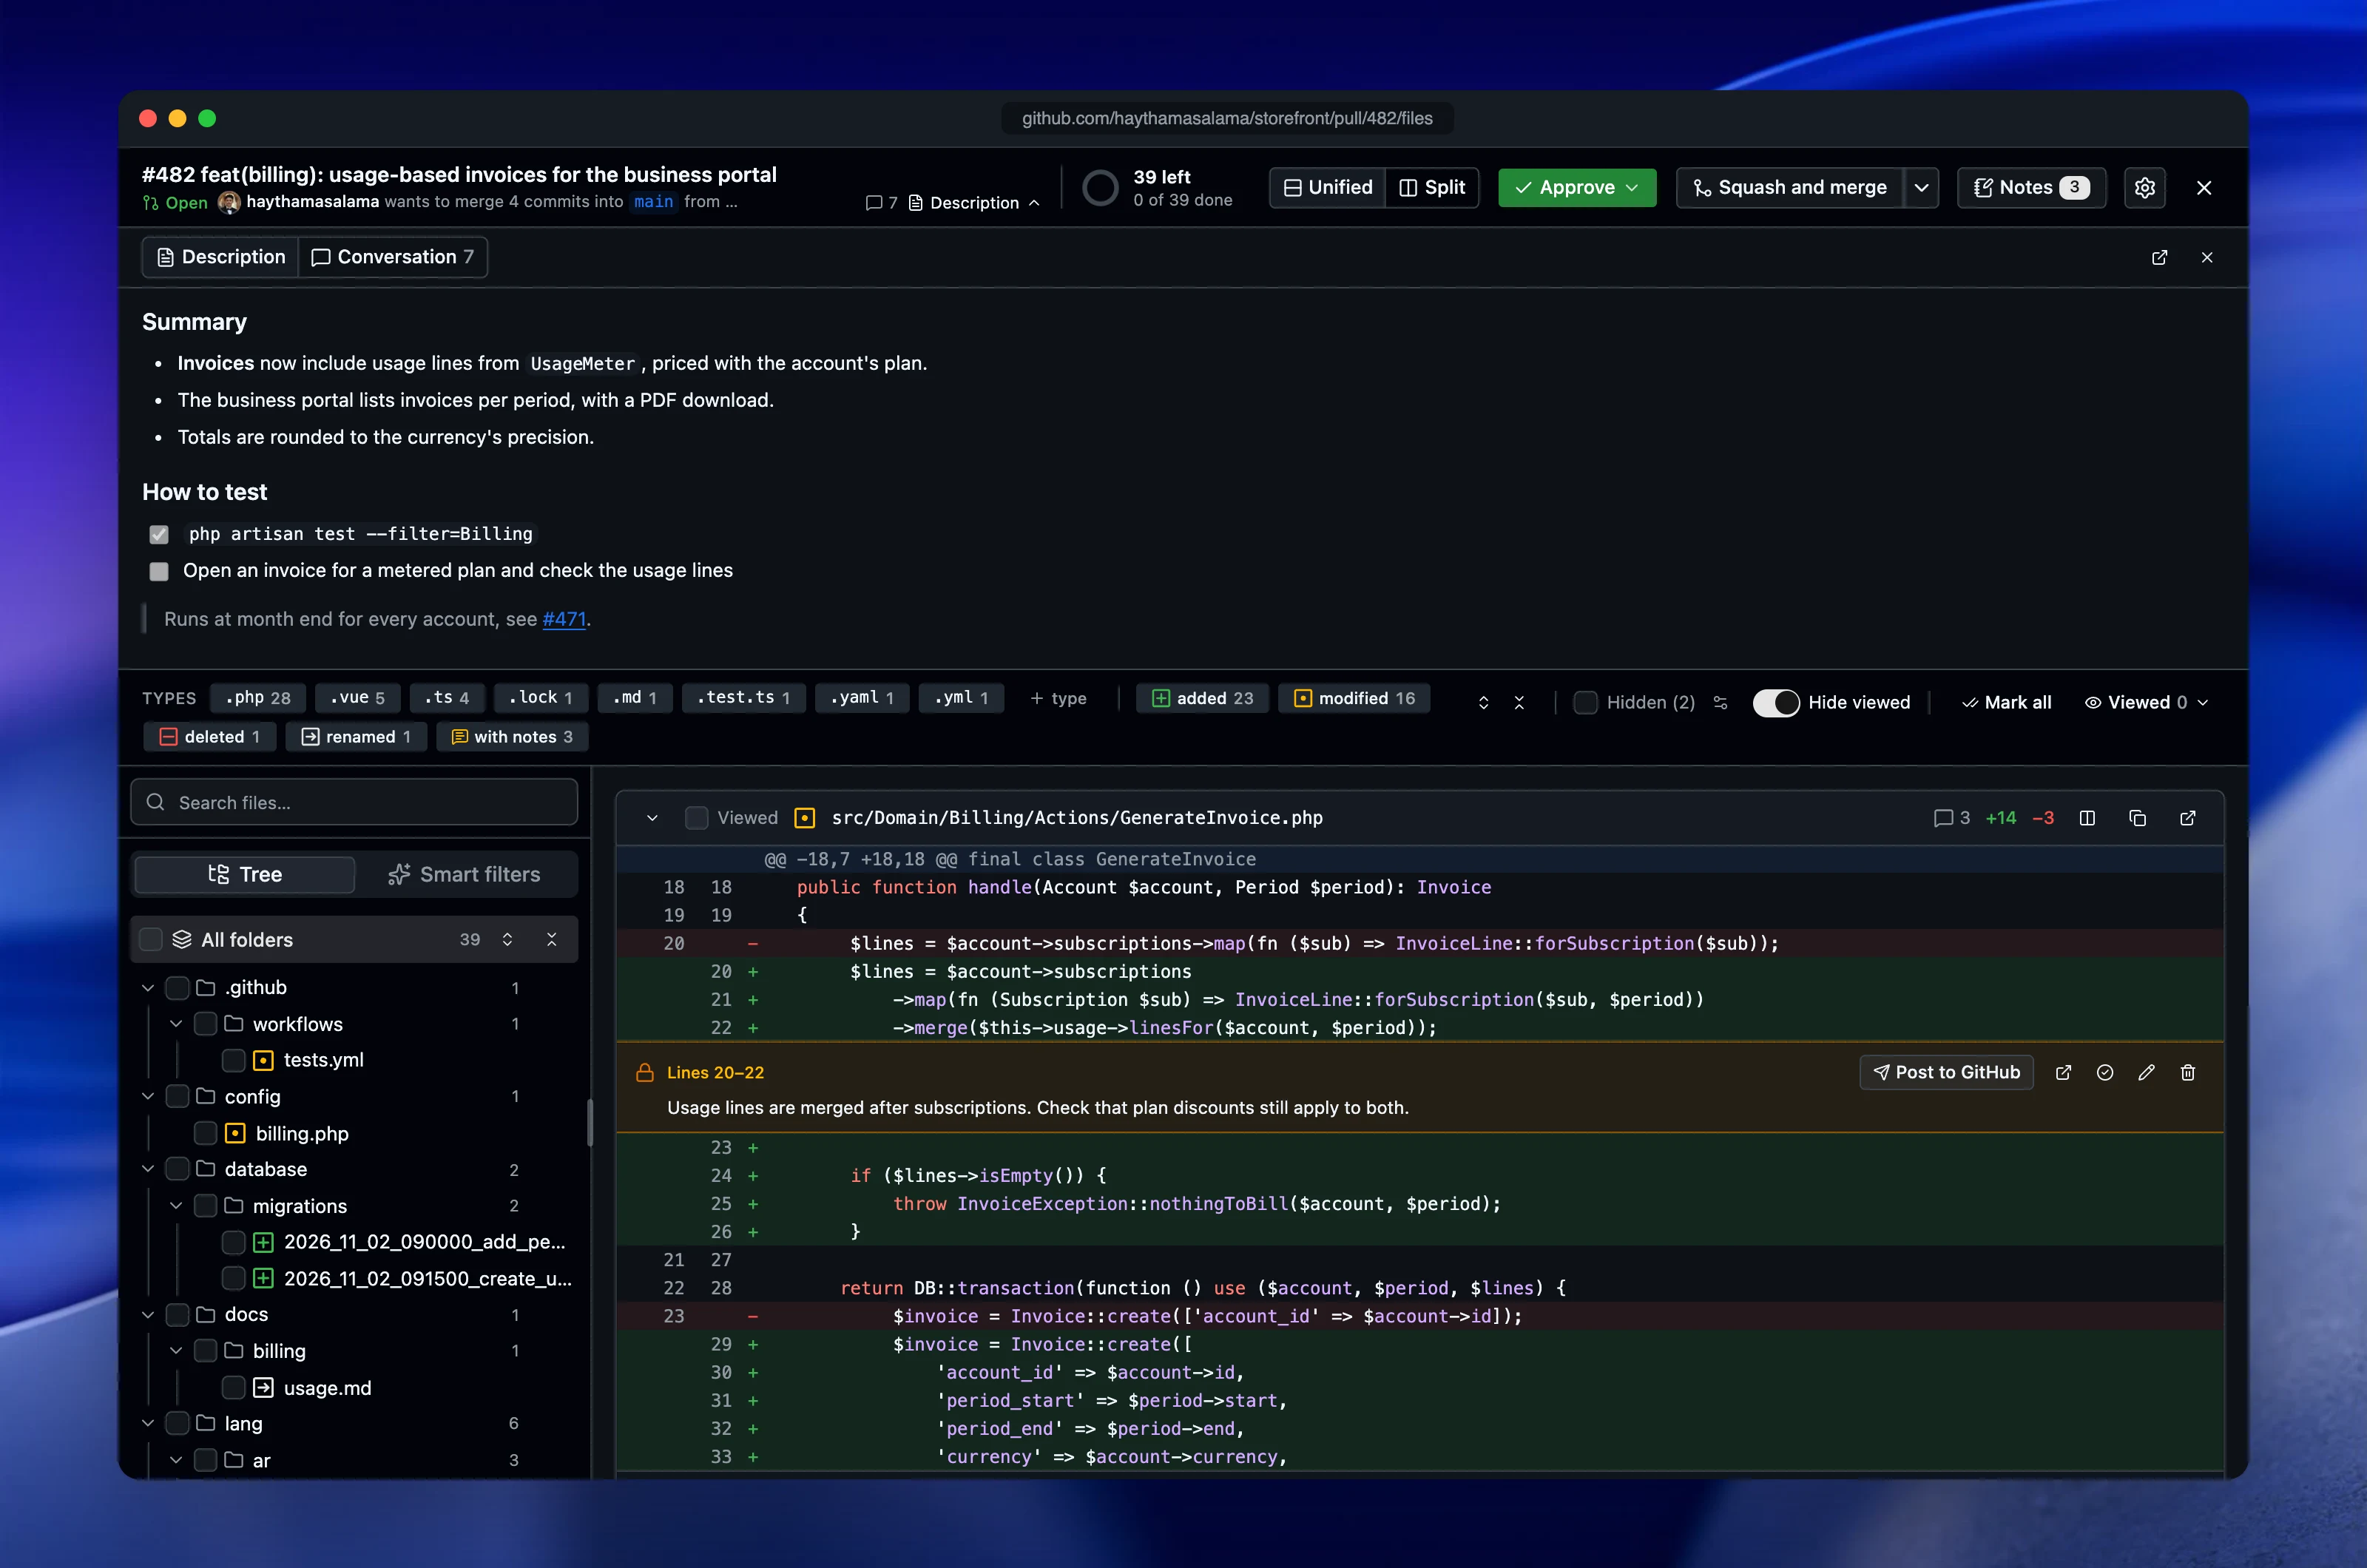 github.com/haythamasalama/storefront/pull/482/files
#482 feat(billing): usage-based invoices for the business portal
Open haythamasalama wants to merge 4 commits into main from ...
7 Description
39 left
0 of 39 done
Unified Split
Approve
Squash and merge
Notes 3
Description Conversation 7
Summary
• Invoices now include usage lines from UsageMeter, priced with the account's plan.
• The business portal lists invoices per period, with a PDF download.
• Totals are rounded to the currency's precision.
How to test
php artisan test --filter=Billing
Open an invoice for a metered plan and check the usage lines
Runs at month end for every account, see #471.
TYPES .php 28 .vue 5 .ts 4 .lock 1 .md 1 .test.ts 1 .yaml 1 .yml 1 + type added 23 modified 16 Hidden (2) Hide viewed Mark all Viewed 0
deleted 1 renamed 1 with notes 3
Search files...
Tree Smart filters
All folders 39
.github 1
workflows 1
tests.yml
config 1
billing.php
database 2
migrations 2
2026_11_02_090000_add_pe...
2026_11_02_091500_create_u...
docs 1
billing 1
usage.md
lang 6
ar 3
Viewed src/Domain/Billing/Actions/GenerateInvoice.php 3 +14 −3
@@ -18,7 +18,18 @@ final class GenerateInvoice
18 18 public function handle(Account $account, Period $period): Invoice
19 19 {
20 - $lines = $account->subscriptions->map(fn ($sub) => InvoiceLine::forSubscription($sub));
20 + $lines = $account->subscriptions
21 + ->map(fn (Subscription $sub) => InvoiceLine::forSubscription($sub, $period))
22 + ->merge($this->usage->linesFor($account, $period));
Lines 20–22
Post to GitHub
Usage lines are merged after subscriptions. Check that plan discounts still apply to both.
23 +
24 + if ($lines->isEmpty()) {
25 + throw InvoiceException::nothingToBill($account, $period);
26 + }
21 27
22 28 return DB::transaction(function () use ($account, $period, $lines) {
23 - $invoice = Invoice::create(['account_id' => $account->id]);
29 + $invoice = Invoice::create([
30 + 'account_id' => $account->id,
31 + 'period_start' => $period->start,
32 + 'period_end' => $period->end,
33 + 'currency' => $account->currency,